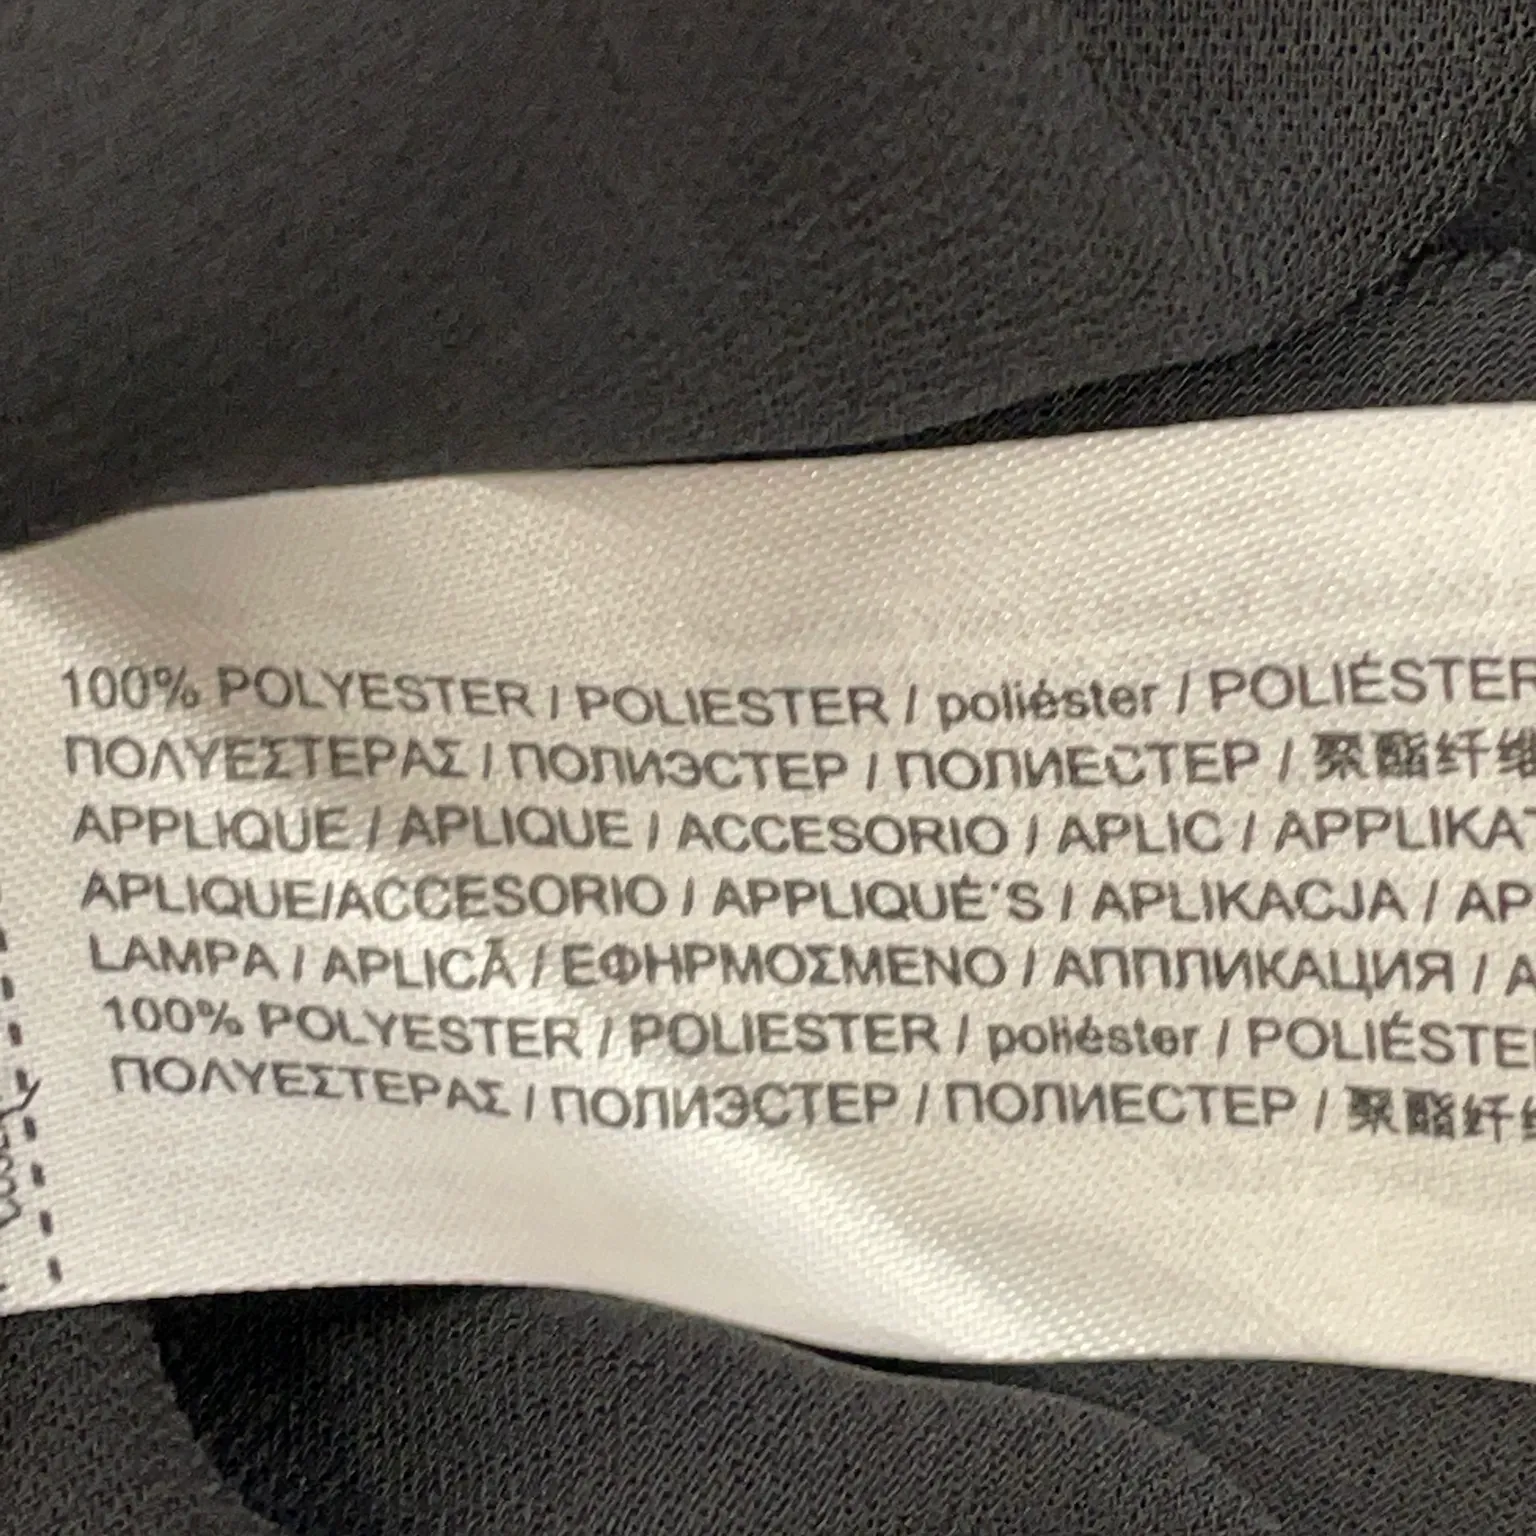 100% POLYESTER / POLIESTER / poliéster / POLIÉSTER
ΠΟΛΥΕΣΤΕΡΑΣ / ПОЛИЭСТЕР / ПОЛИЕСТЕР / 聚酯纤维
APPLIQUE / APLIQUE / ACCESORIO / APLIC / APPLIKAT
APLIQUE/ACCESORIO / APPLIQUÉ'S / APLIKACJA / AP
LAMPA / APLICĂ / ΕΦΗΡΜΟΣΜΕΝΟ / АППЛИКАЦИЯ / A
100% POLYESTER / POLIESTER / poliéster / POLIÉSTE
ΠΟΛΥΕΣΤΕΡΑΣ / ПОЛИЭСТЕР / ПОЛИЕСТЕР / 聚酯纤